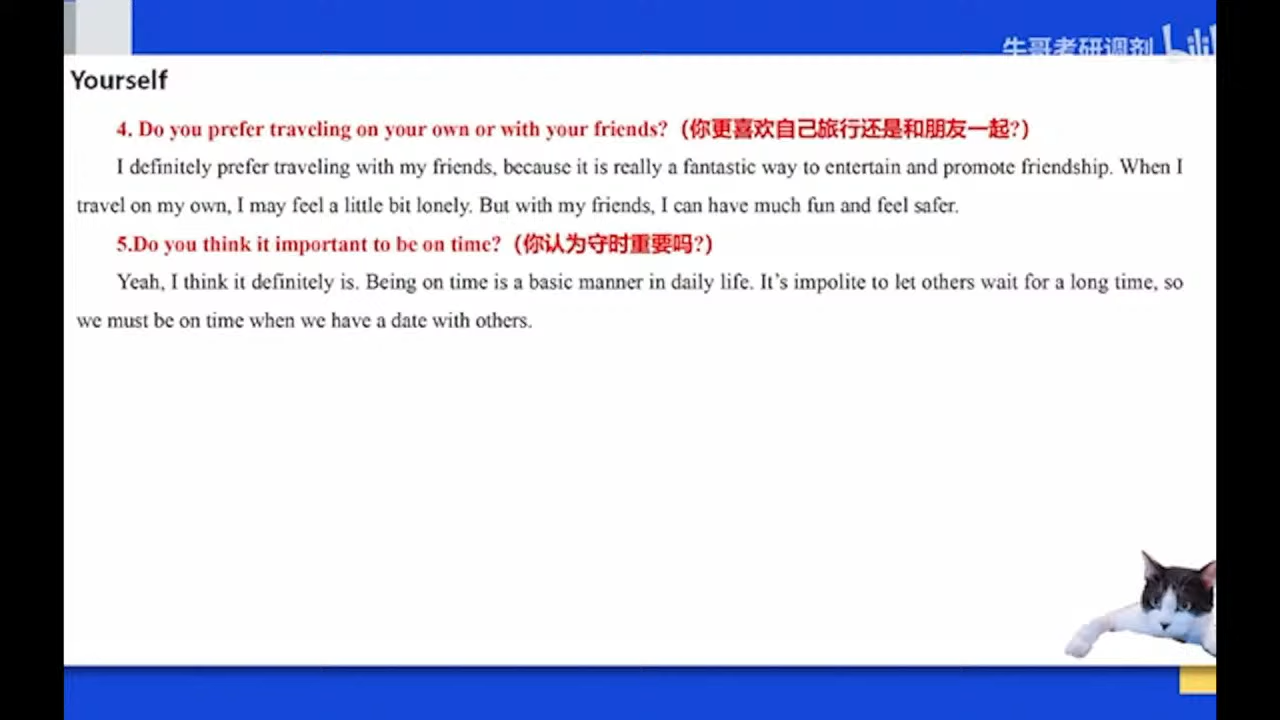 牛哥考研调剂 bili
Yourself
4. Do you prefer traveling on your own or with your friends?（你更喜欢自己旅行还是和朋友一起?）
I definitely prefer traveling with my friends, because it is really a fantastic way to entertain and promote friendship. When I
travel on my own, I may feel a little bit lonely. But with my friends, I can have much fun and feel safer.
5.Do you think it important to be on time?（你认为守时重要吗?）
Yeah, I think it definitely is. Being on time is a basic manner in daily life. It’s impolite to let others wait for a long time, so
we must be on time when we have a date with others.